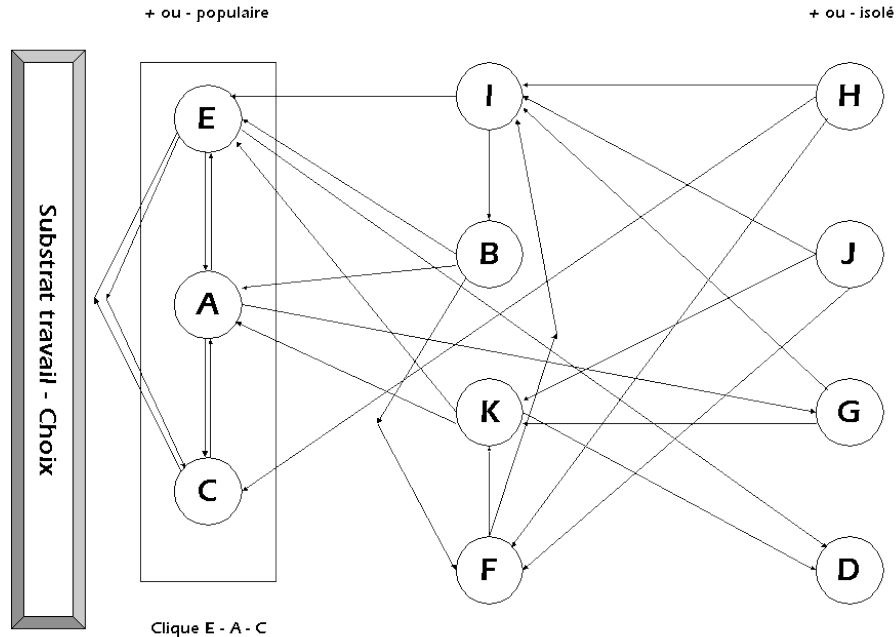 + ou - populaire
+ ou - isolé
Substrat travail - Choix
E
I
H
A
B
J
C
K
G
F
D
Clique E - A - C